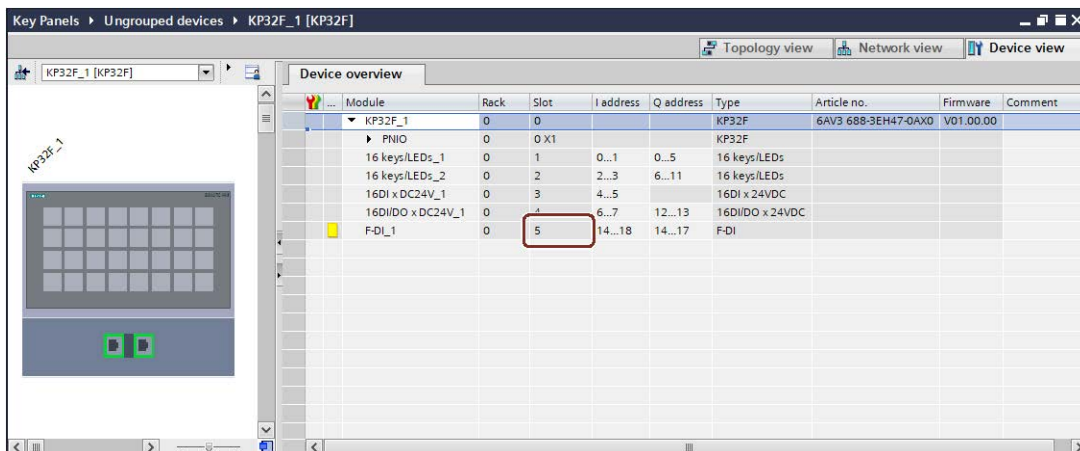 Key Panels ▸ Ungrouped devices ▸ KP32F_1 [KP32F]
Topology view Network view Device view
KP32F_1 [KP32F]
Device overview
... Module Rack Slot I address Q address Type Article no. Firmware Comment
KP32F_1 0 0 KP32F 6AV3 688-3EH47-0AX0 V01.00.00
PNIO 0 0 X1 KP32F
16 keys/LEDs_1 0 1 0...1 0...5 16 keys/LEDs
16 keys/LEDs_2 0 2 2...3 6...11 16 keys/LEDs
16DI x DC24V_1 0 3 4...5 16DI x 24VDC
16DI/DO x DC24V_1 0 4 6...7 12...13 16DI/DO x 24VDC
F-DI_1 0 5 14...18 14...17 F-DI
KP32F_1